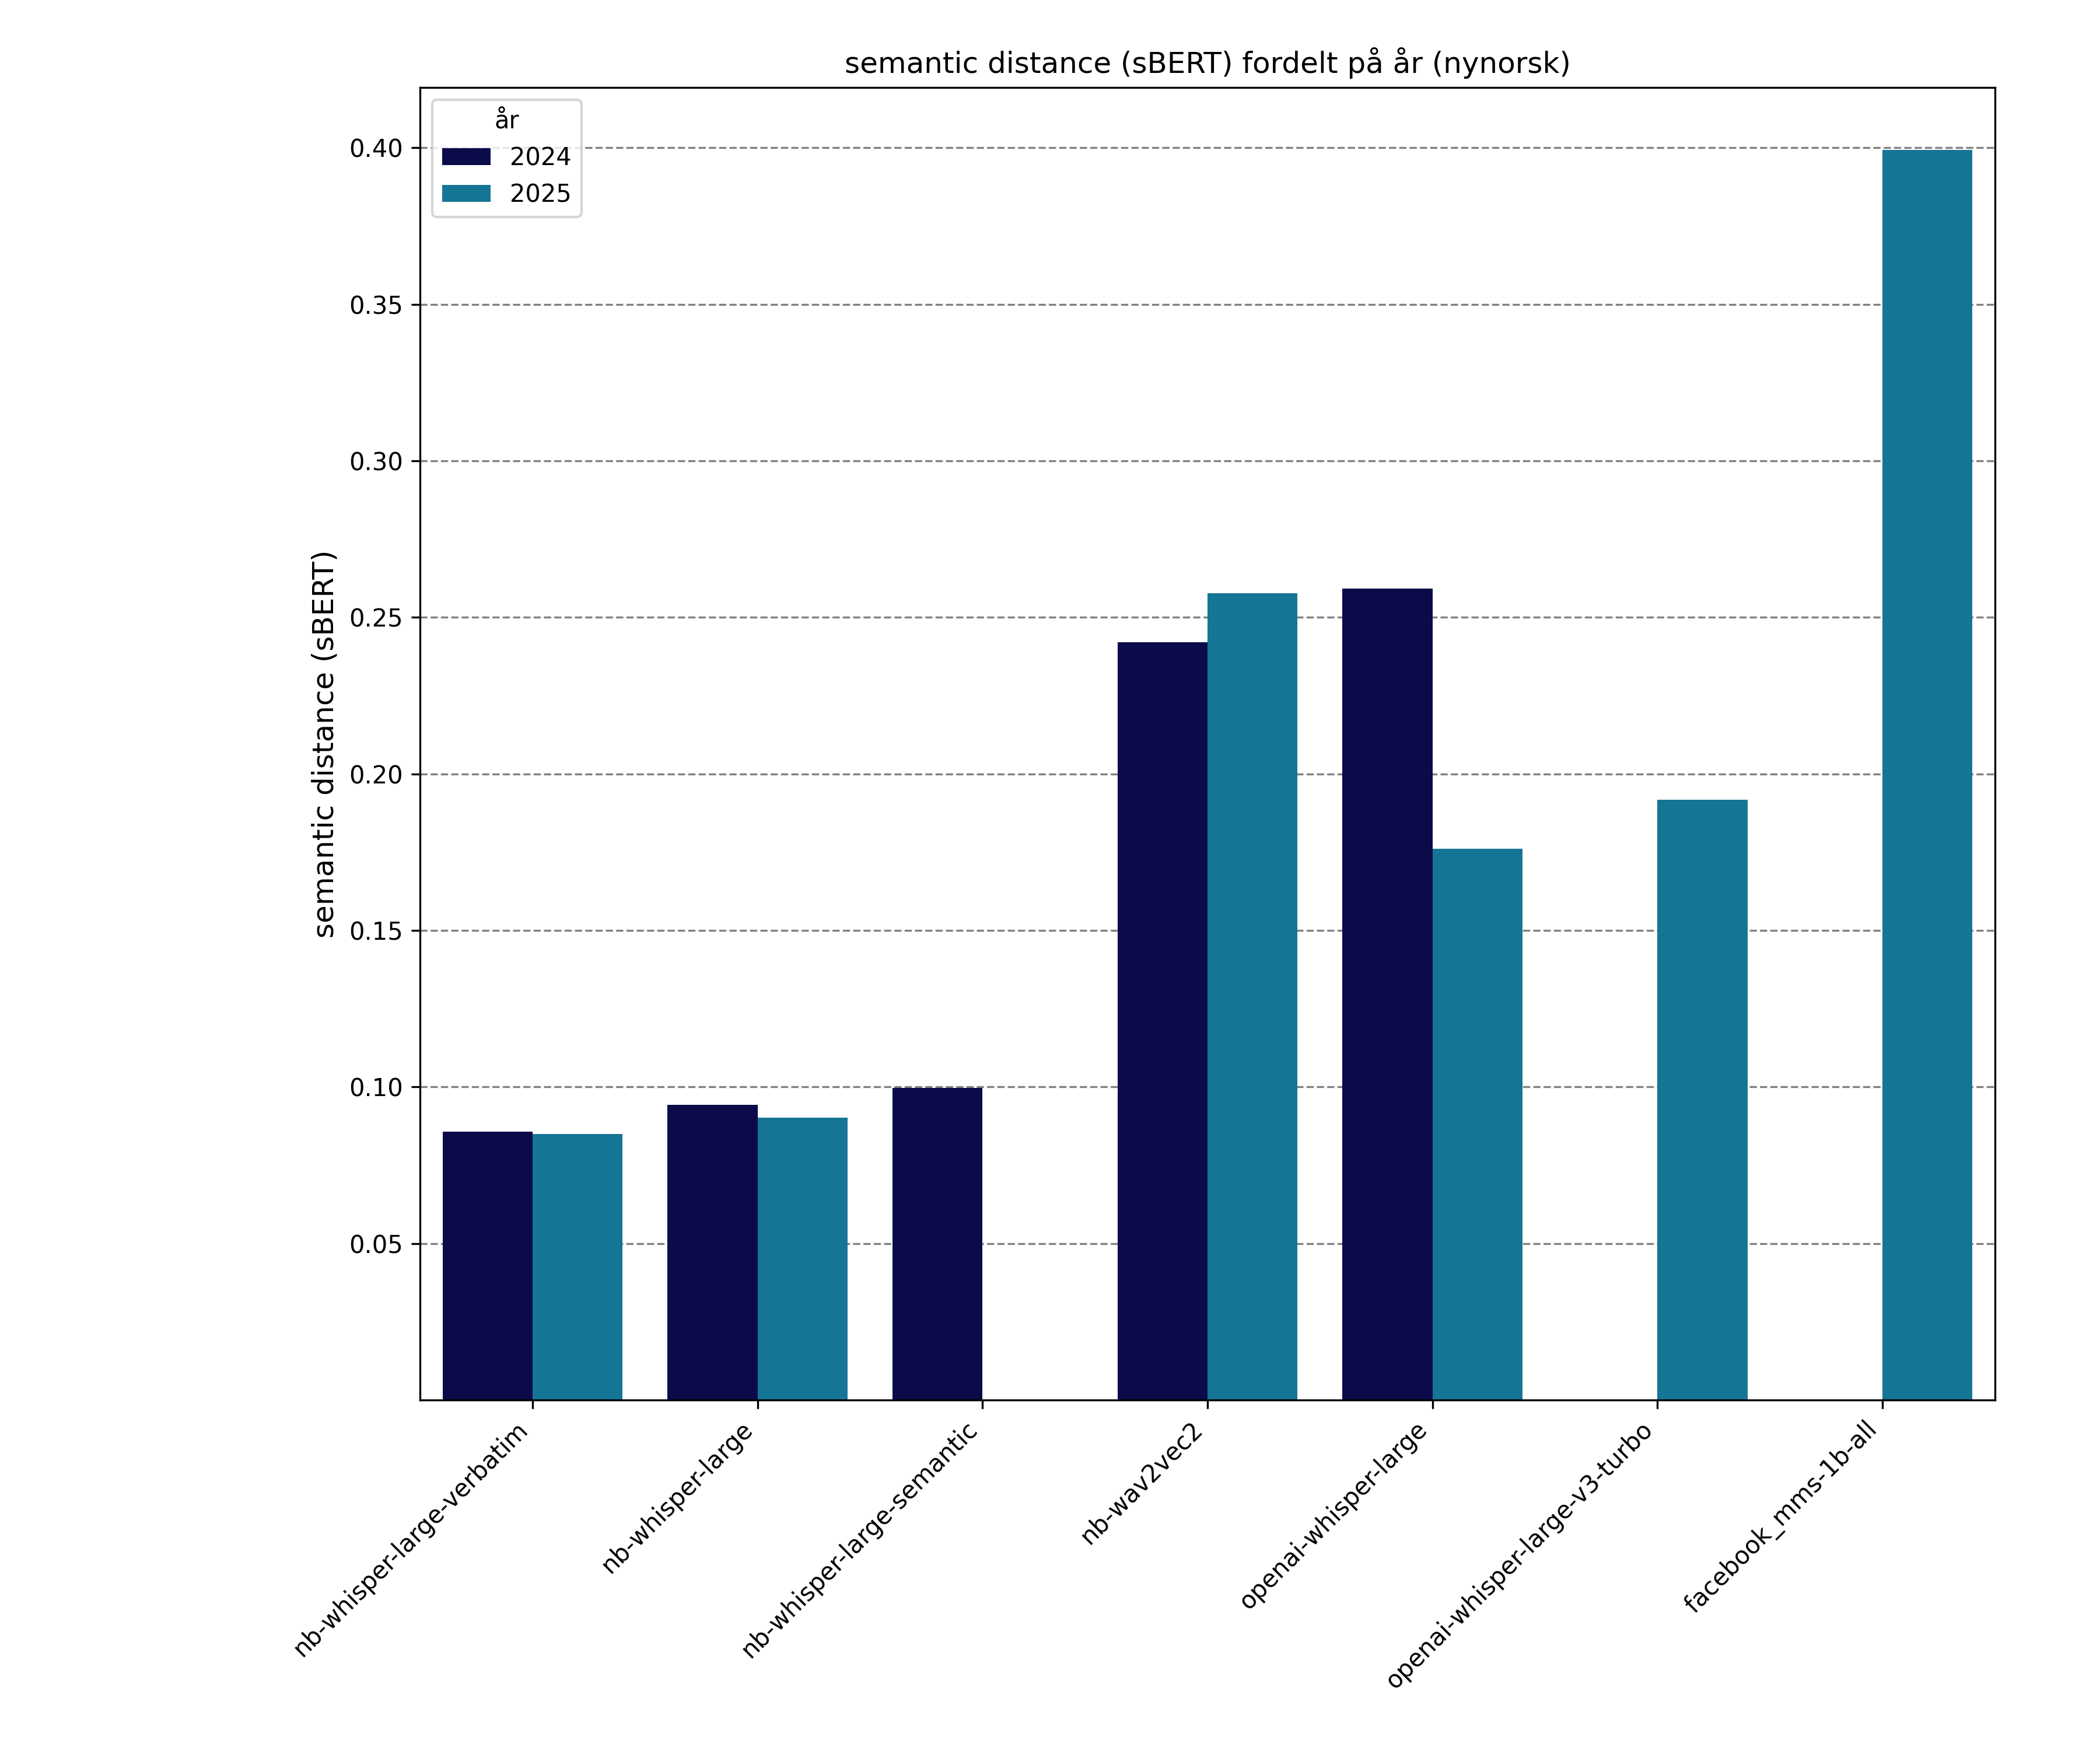 semantic distance (sBERT) fordelt på år (nynorsk)
år
2024
2025
semantic distance (sBERT)
0.40
0.35
0.30
0.25
0.20
0.15
0.10
0.05
nb-whisper-large-verbatim
nb-whisper-large
nb-whisper-large-semantic
nb-wav2vec2
openai-whisper-large
openai-whisper-large-v3-turbo
facebook_mms-1b-all